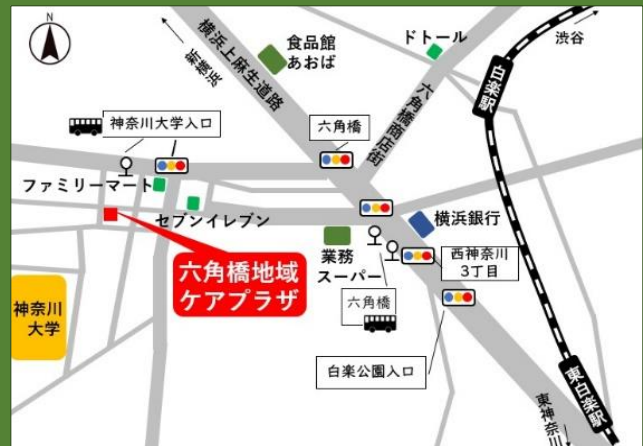 N
新横浜
横浜上麻生道路
食品館
あおば
ドトール
渋谷
白楽駅
六角橋商店街
神奈川大学入口
六角橋
ファミリーマート
セブンイレブン
横浜銀行
六角橋地域
ケアプラザ
業務
スーパー
西神奈川
3丁目
六角橋
神奈川
大学
白楽公園入口
東白楽駅
東神奈川